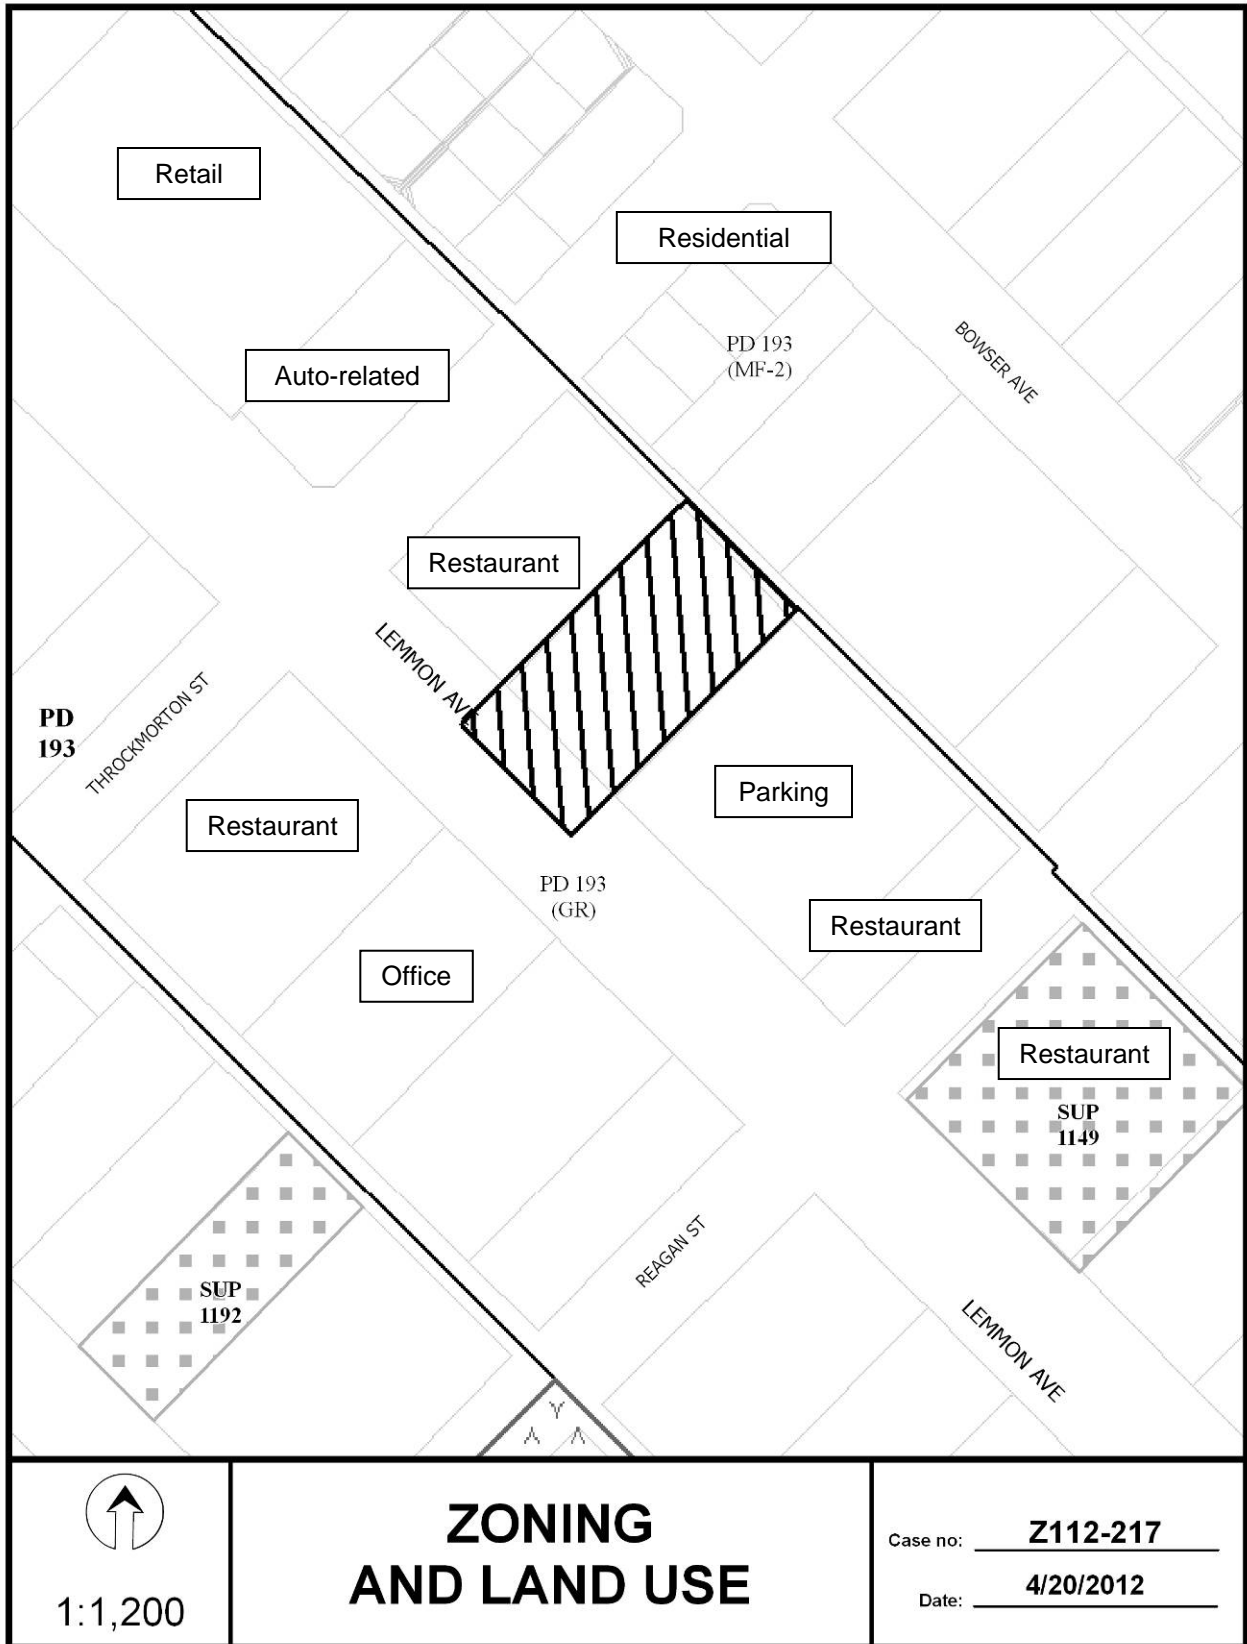 Retail
Residential
BOWSER AVE
PD 193
(MF-2)
Auto-related
Restaurant
LEMMON AVE
THROCKMORTON ST
PD
193
Parking
Restaurant
PD 193
(GR)
Restaurant
Office
Restaurant
SUP
1149
REAGAN ST
SUP
1192
LEMMON AVE
1:1,200
ZONING
AND LAND USE
Case no: Z112-217
Date: 4/20/2012